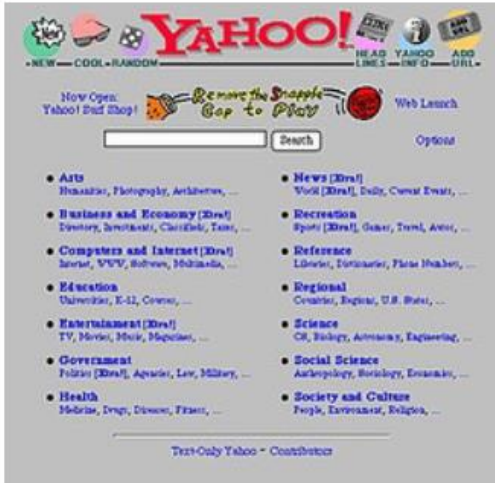 New
YAHOO!
EXTRA
ADD URL
NEW COOL RANDOM
HEAD LINES YAHOO INFO ADD URL
Now Open:
Yahoo! Surf Shop!
Remove the Snapple
Cap to Play
Web Launch
Search
Options
Arts
Humanities, Photography, Architecture, ...
Business and Economy [Xtra!]
Directory, Investments, Classifieds, Taxes, ...
Computers and Internet [Xtra!]
Internet, WWW, Software, Multimedia, ...
Education
Universities, K-12, Courses, ...
Entertainment [Xtra!]
TV, Movies, Music, Magazines, ...
Government
Politics [Xtra!], Agencies, Law, Military, ...
Health
Medicine, Drugs, Diseases, Fitness, ...
News [Xtra!]
World [Xtra!], Daily, Current Events, ...
Recreation
Sports [Xtra!], Games, Travel, Autos, ...
Reference
Libraries, Dictionaries, Phone Numbers, ...
Regional
Countries, Regions, U.S. States, ...
Science
CS, Biology, Astronomy, Engineering, ...
Social Science
Anthropology, Sociology, Economics, ...
Society and Culture
People, Environment, Religion, ...
Text-Only Yahoo - Contributors